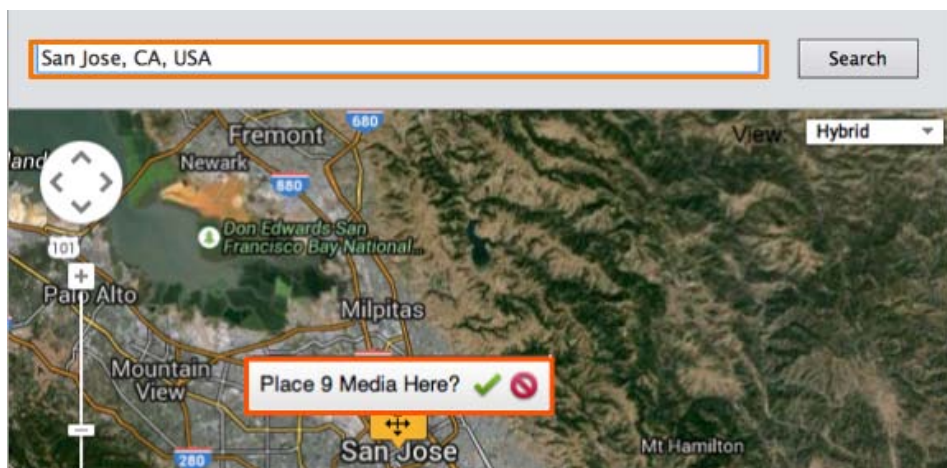 San Jose, CA, USA
Search
Fremont
680
View:
Hybrid
Newark
680
Don Edwards San
Francisco Bay National...
101
Palo Alto
Milpitas
Mountain
View
Place 9 Media Here?
San Jose
Mt Hamilton
280